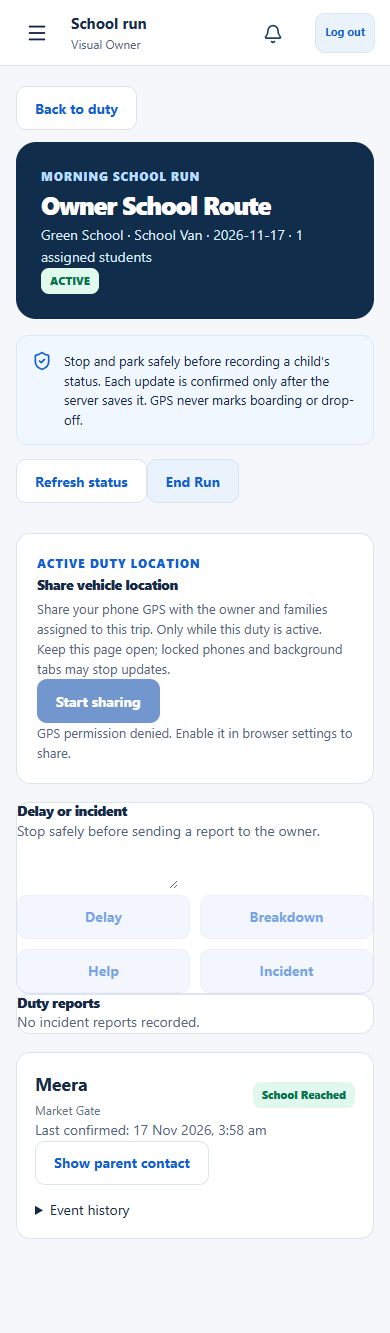 School run
Visual Owner
Log out
Back to duty
MORNING SCHOOL RUN
Owner School Route
Green School · School Van · 2026-11-17 · 1
assigned students
ACTIVE
Stop and park safely before recording a child's
status. Each update is confirmed only after the
server saves it. GPS never marks boarding or drop-
off.
Refresh status
End Run
ACTIVE DUTY LOCATION
Share vehicle location
Share your phone GPS with the owner and families
assigned to this trip. Only while this duty is active.
Keep this page open; locked phones and background
tabs may stop updates.
Start sharing
GPS permission denied. Enable it in browser settings to
share.
Delay or incident
Stop safely before sending a report to the owner.
Delay
Breakdown
Help
Incident
Duty reports
No incident reports recorded.
Meera
Market Gate
School Reached
Last confirmed: 17 Nov 2026, 3:58 am
Show parent contact
Event history